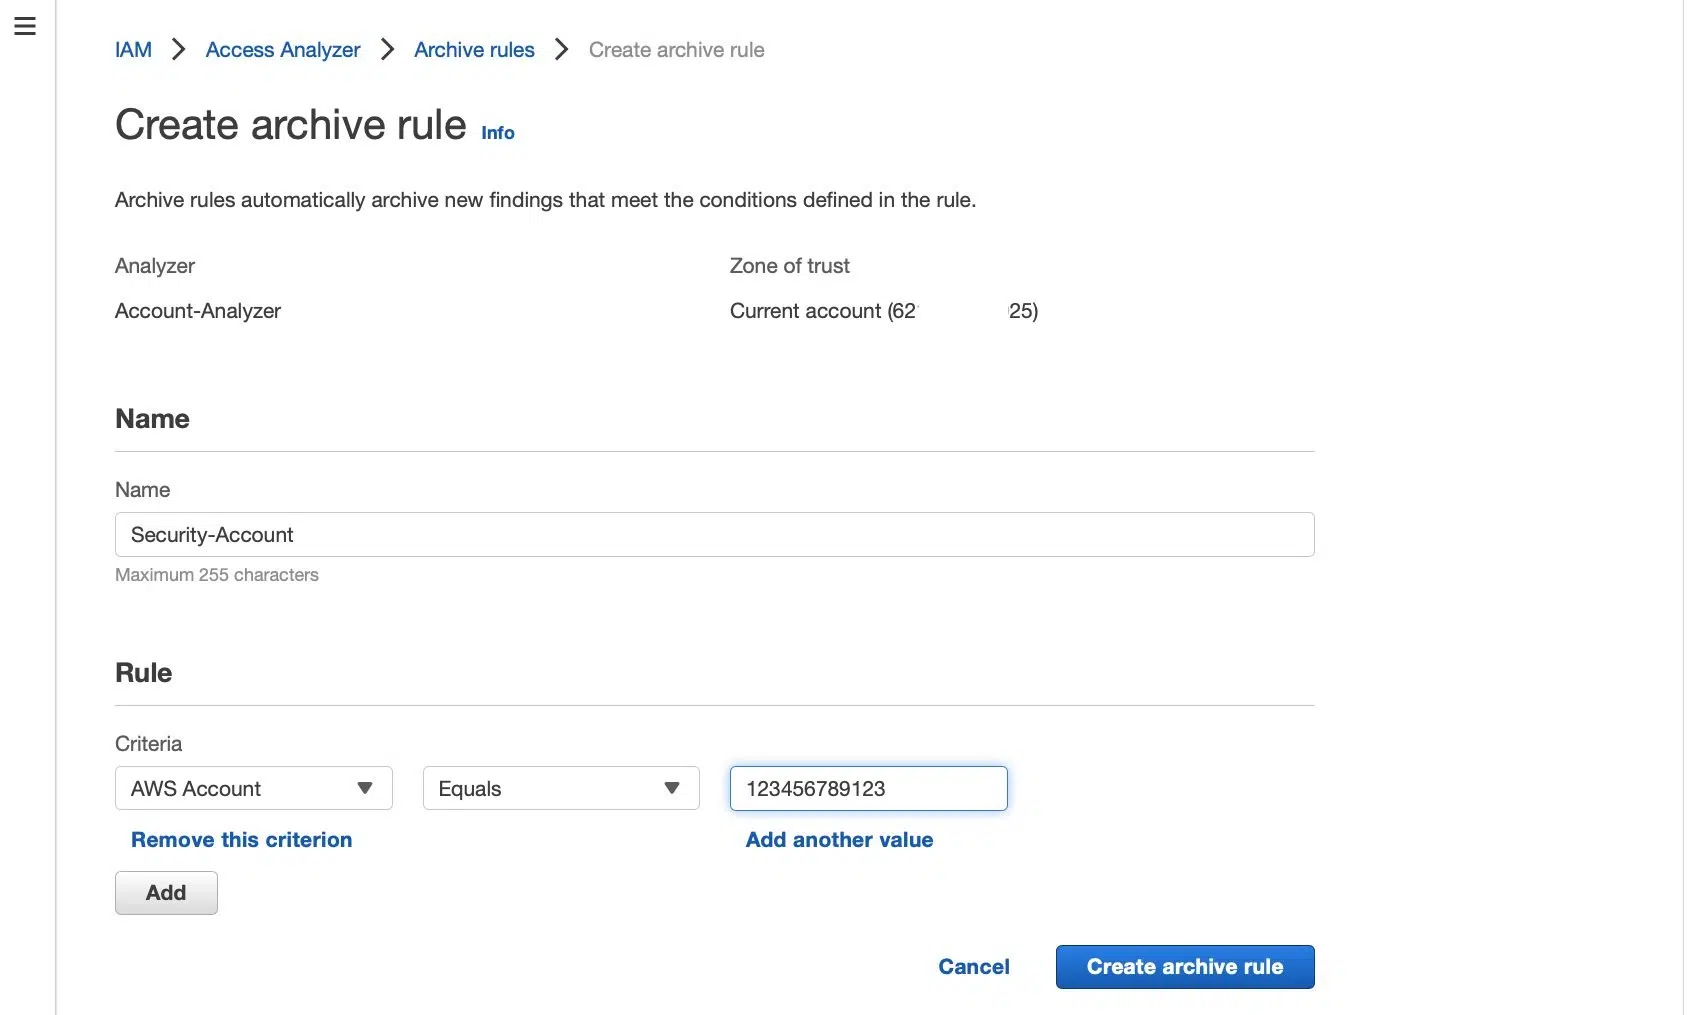 IAM > Access Analyzer > Archive rules > Create archive rule
Create archive rule Info
Archive rules automatically archive new findings that meet the conditions defined in the rule.
Analyzer Zone of trust
Account-Analyzer Current account (62 25)
Name
Name
Security-Account
Maximum 255 characters
Rule
Criteria
AWS Account Equals 123456789123
Remove this criterion Add another value
Add
Cancel Create archive rule